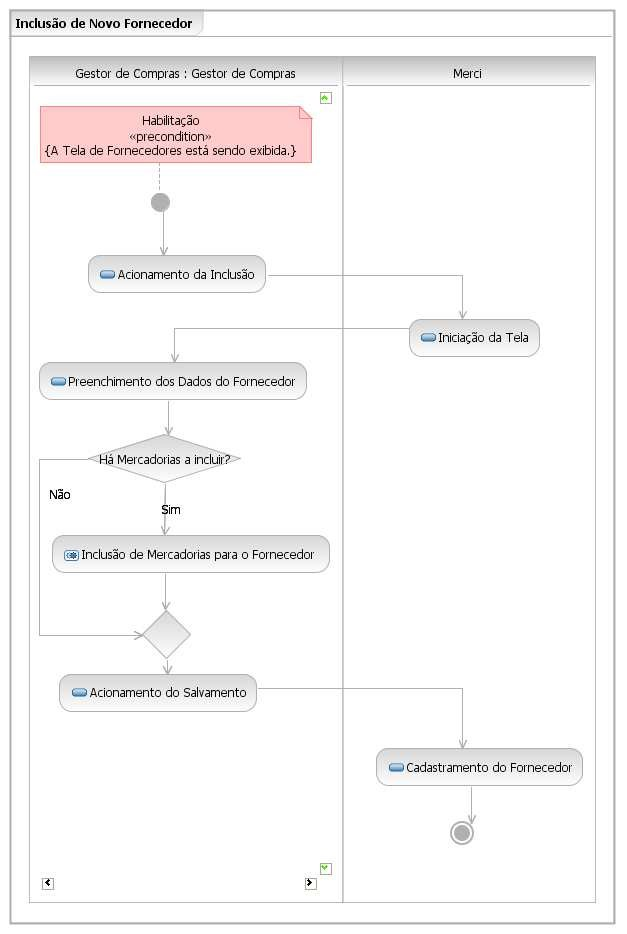 Inclusão de Novo Fornecedor
Gestor de Compras : Gestor de Compras
Merci
Habilitação
«precondition»
{A Tela de Fornecedores está sendo exibida.}
Acionamento da Inclusão
Iniciação da Tela
Preenchimento dos Dados do Fornecedor
Há Mercadorias a incluir?
Não
Sim
Inclusão de Mercadorias para o Fornecedor
Acionamento do Salvamento
Cadastramento do Fornecedor